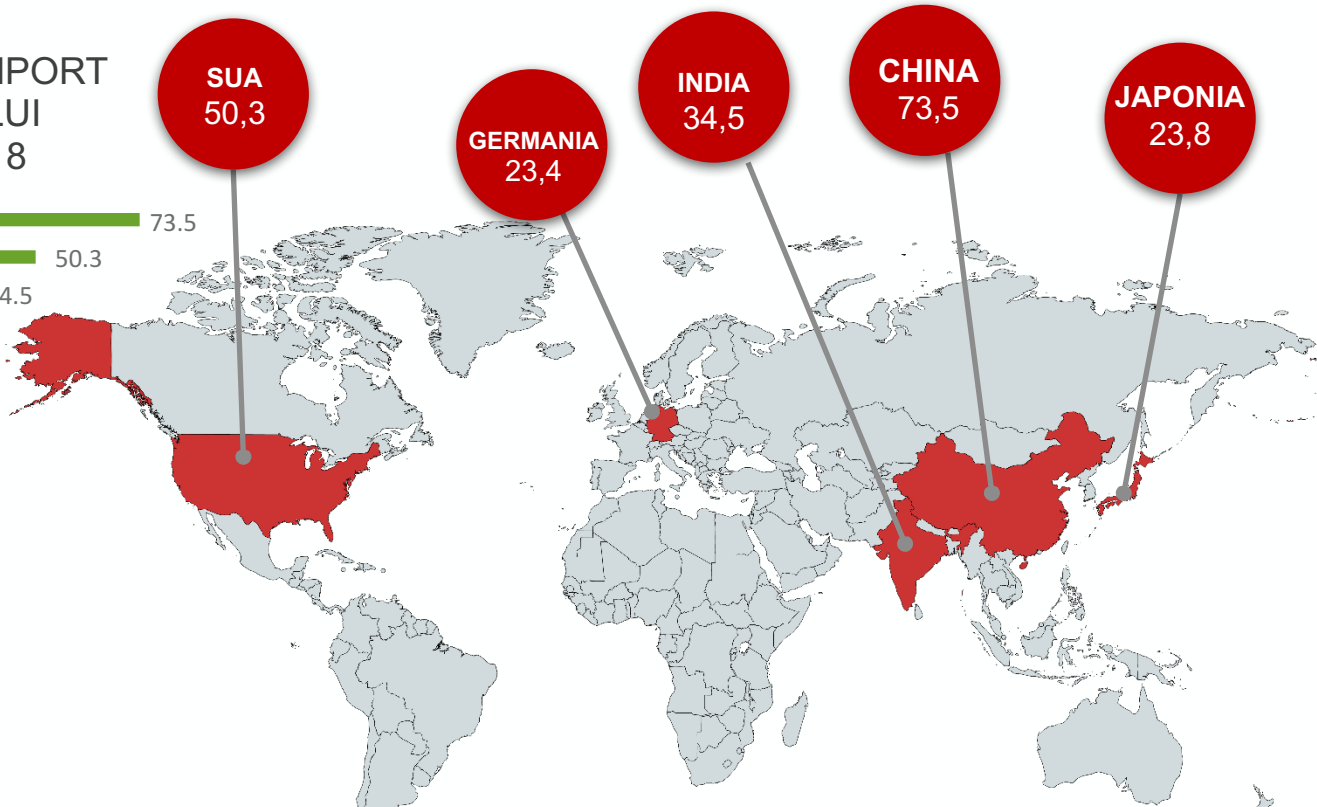 MPORT
LUI
8
73.5
50.3
4.5
SUA
50,3
GERMANIA
23,4
INDIA
34,5
CHINA
73,5
JAPONIA
23,8